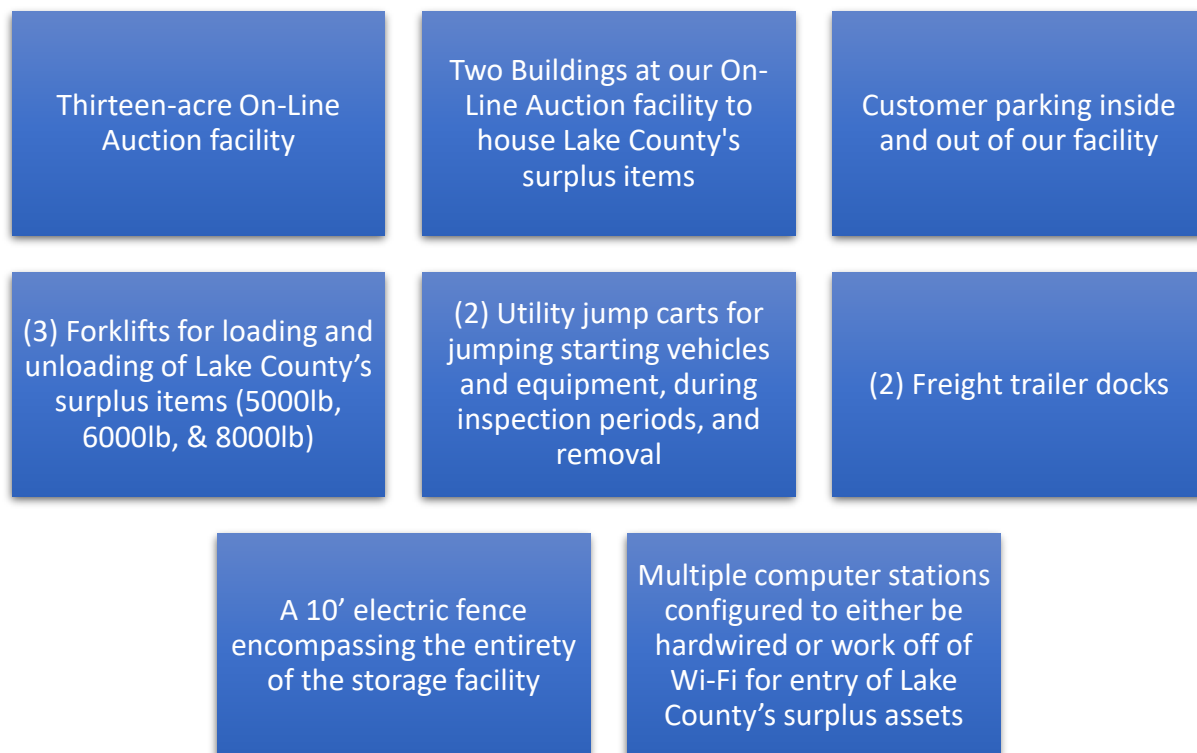 Thirteen-acre On-Line
Auction facility
Two Buildings at our On-
Line Auction facility to
house Lake County's
surplus items
Customer parking inside
and out of our facility
(3) Forklifts for loading and
unloading of Lake County’s
surplus items (5000lb,
6000lb, & 8000lb)
(2) Utility jump carts for
jumping starting vehicles
and equipment, during
inspection periods, and
removal
(2) Freight trailer docks
A 10’ electric fence
encompassing the entirety
of the storage facility
Multiple computer stations
configured to either be
hardwired or work off of
Wi-Fi for entry of Lake
County’s surplus assets